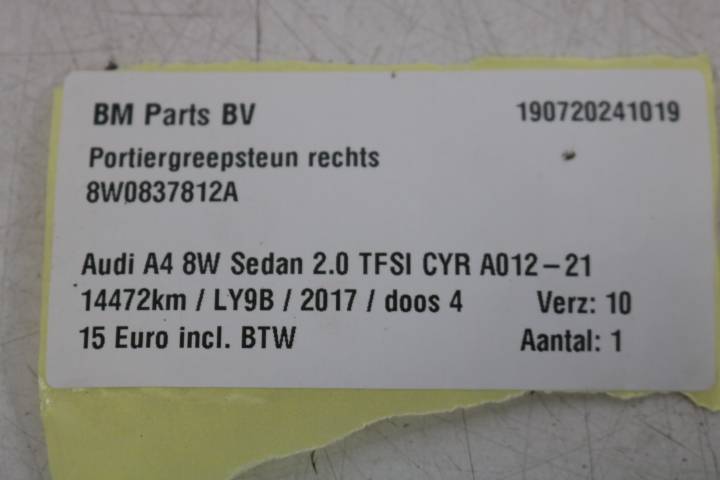 BM Parts BV 190720241019
Portiergreepsteun rechts
8W0837812A
Audi A4 8W Sedan 2.0 TFSI CYR A012-21
14472km / LY9B / 2017 / doos 4 Verz: 10
15 Euro incl. BTW Aantal: 1